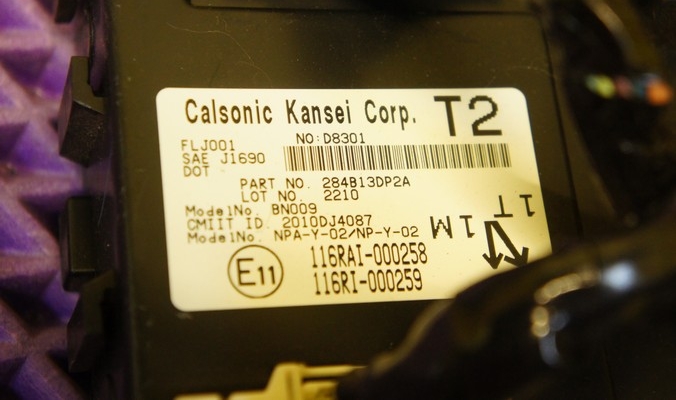 Calsonic Kansei Corp. T2
NO:D8301
FLJ001
SAE J1690
DOT
PART NO. 284B13DP2A
LOT NO. 2210
ModelNo. BN009
CMIIT ID. 2010DJ4087
ModelNo. NPA-Y-02/NP-Y-02
1T
1M
E11
116RAI-000258
116RI-000259